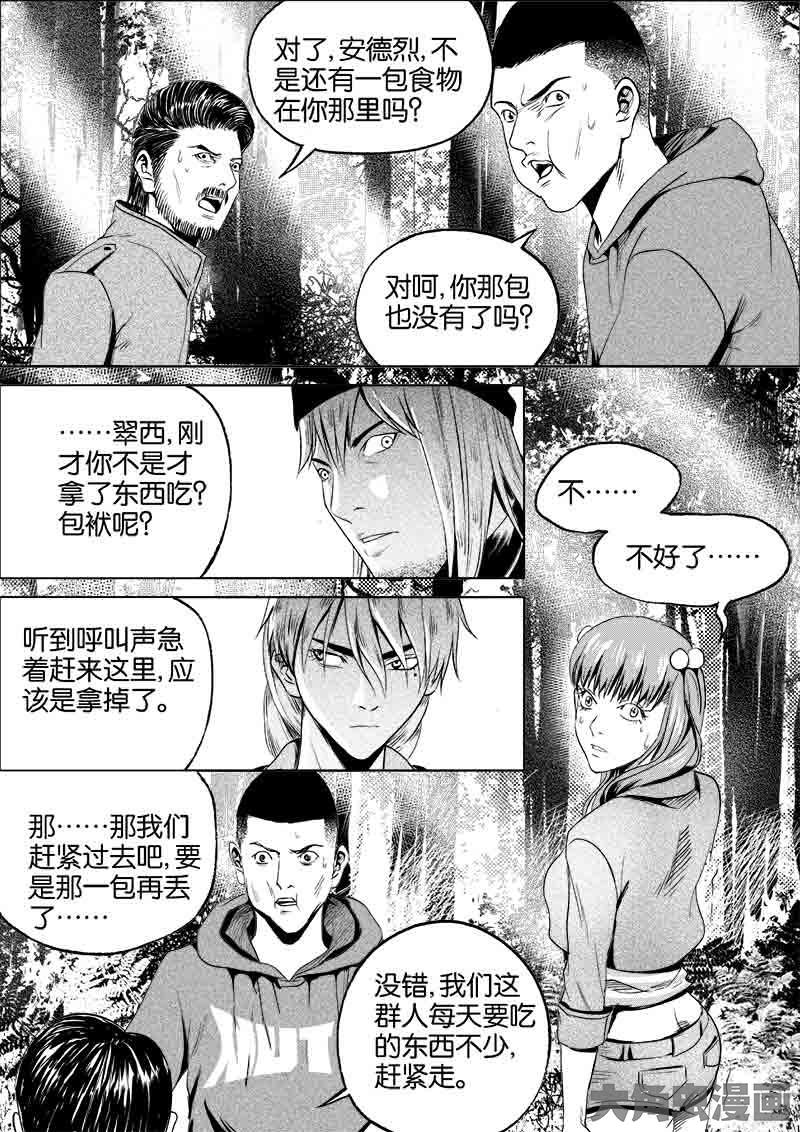 对了，安德烈，不
是还有一包食物
在你那里吗？
对呵，你那包
也没有了吗？
……翠西，刚
才你不是才
拿了东西吃？
包袱呢？
不……
不好了……
听到呼叫声急
着赶来这里，应
该是拿掉了。
那……那我们
赶紧过去吧，要
是那一包再丢
了……
NUT
没错，我们这
群人每天要吃
的东西不少，
赶紧走。
大角虫漫画